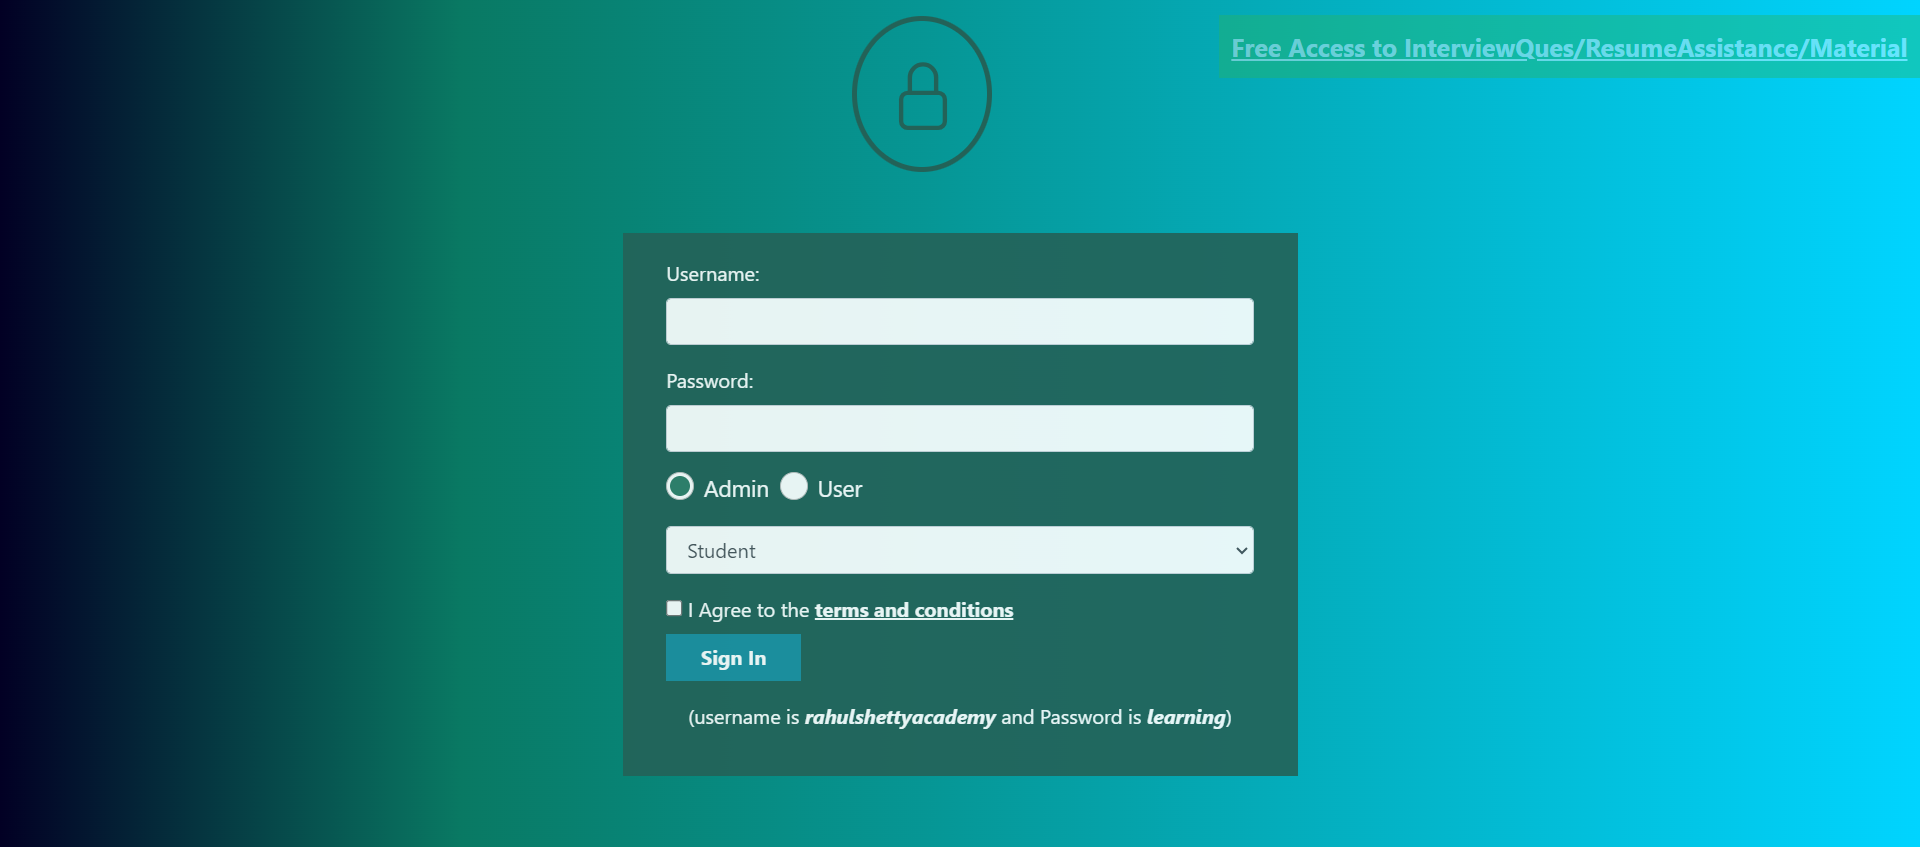 Free Access to InterviewQues/ResumeAssistance/Material
Username:
Password:
Admin User
Student
I Agree to the terms and conditions
Sign In
(username is rahulshettyacademy and Password is learning)